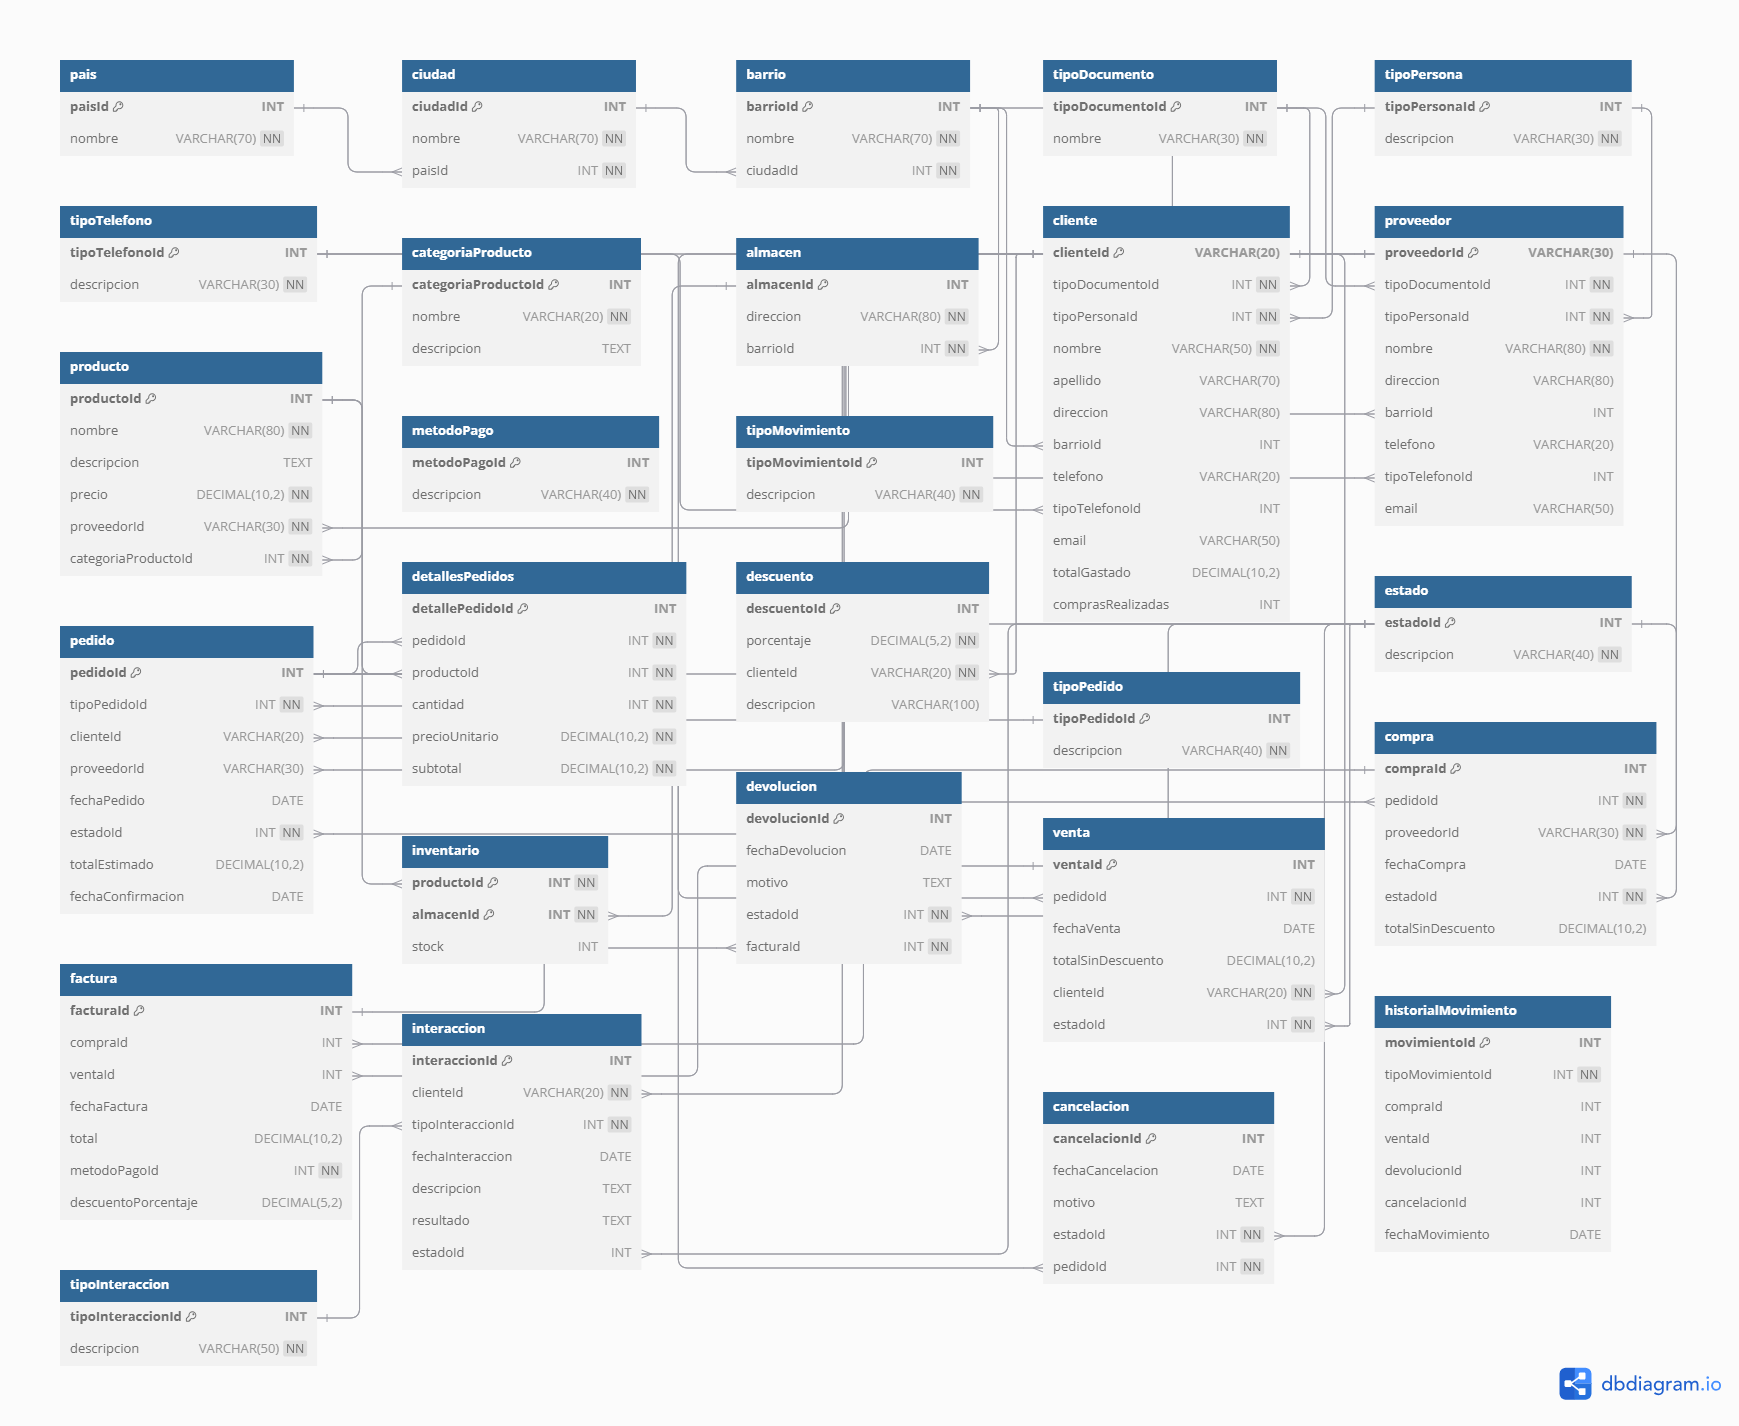 pais
paisId INT
nombre VARCHAR(70) NN
ciudad
ciudadId INT
nombre VARCHAR(70) NN
paisId INT NN
barrio
barrioId INT
nombre VARCHAR(70) NN
ciudadId INT NN
tipoDocumento
tipoDocumentoId INT
nombre VARCHAR(30) NN
tipoPersona
tipoPersonaId INT
descripcion VARCHAR(30) NN
tipoTelefono
tipoTelefonoId INT
descripcion VARCHAR(30) NN
categoriaProducto
categoriaProductoId INT
nombre VARCHAR(20) NN
descripcion TEXT
almacen
almacenId INT
direccion VARCHAR(80) NN
barrioId INT NN
cliente
clienteId VARCHAR(20)
tipoDocumentoId INT NN
tipoPersonaId INT NN
nombre VARCHAR(50) NN
apellido VARCHAR(70)
direccion VARCHAR(80)
barrioId INT
telefono VARCHAR(20)
tipoTelefonoId INT
email VARCHAR(50)
totalGastado DECIMAL(10,2)
comprasRealizadas INT
proveedor
proveedorId VARCHAR(30)
tipoDocumentoId INT NN
tipoPersonaId INT NN
nombre VARCHAR(80) NN
direccion VARCHAR(80)
barrioId INT
telefono VARCHAR(20)
tipoTelefonoId INT
email VARCHAR(50)
producto
productoId INT
nombre VARCHAR(80) NN
descripcion TEXT
precio DECIMAL(10,2) NN
proveedorId VARCHAR(30) NN
categoriaProductoId INT NN
metodoPago
metodoPagoId INT
descripcion VARCHAR(40) NN
tipoMovimiento
tipoMovimientoId INT
descripcion VARCHAR(40) NN
detallesPedidos
detallePedidoId INT
pedidoId INT NN
productoId INT NN
cantidad INT NN
precioUnitario DECIMAL(10,2) NN
subtotal DECIMAL(10,2) NN
descuento
descuentoId INT
porcentaje DECIMAL(5,2) NN
clienteId VARCHAR(20) NN
descripcion VARCHAR(100)
estado
estadoId INT
descripcion VARCHAR(40) NN
pedido
pedidoId INT
tipoPedidoId INT NN
clienteId VARCHAR(20)
proveedorId VARCHAR(30)
fechaPedido DATE
estadoId INT NN
totalEstimado DECIMAL(10,2)
fechaConfirmacion DATE
tipoPedido
tipoPedidoId INT
descripcion VARCHAR(40) NN
compra
compraId INT
pedidoId INT NN
proveedorId VARCHAR(30) NN
fechaCompra DATE
estadoId INT NN
totalSinDescuento DECIMAL(10,2)
devolucion
devolucionId INT
fechaDevolucion DATE
motivo TEXT
estadoId INT NN
facturaId INT NN
inventario
productoId INT NN
almacenId INT NN
stock INT
venta
ventaId INT
pedidoId INT NN
fechaVenta DATE
totalSinDescuento DECIMAL(10,2)
clienteId VARCHAR(20) NN
estadoId INT NN
factura
facturaId INT
compraId INT
ventaId INT
fechaFactura DATE
total DECIMAL(10,2)
metodoPagoId INT NN
descuentoPorcentaje DECIMAL(5,2)
interaccion
interaccionId INT
clienteId VARCHAR(20) NN
tipoInteraccionId INT NN
fechaInteraccion DATE
descripcion TEXT
resultado TEXT
estadoId INT
cancelacion
cancelacionId INT
fechaCancelacion DATE
motivo TEXT
estadoId INT NN
pedidoId INT NN
historialMovimiento
movimientoId INT
tipoMovimientoId INT NN
compraId INT
ventaId INT
devolucionId INT
cancelacionId INT
fechaMovimiento DATE
tipoInteraccion
tipoInteraccionId INT
descripcion VARCHAR(50) NN
dbdiagram.io